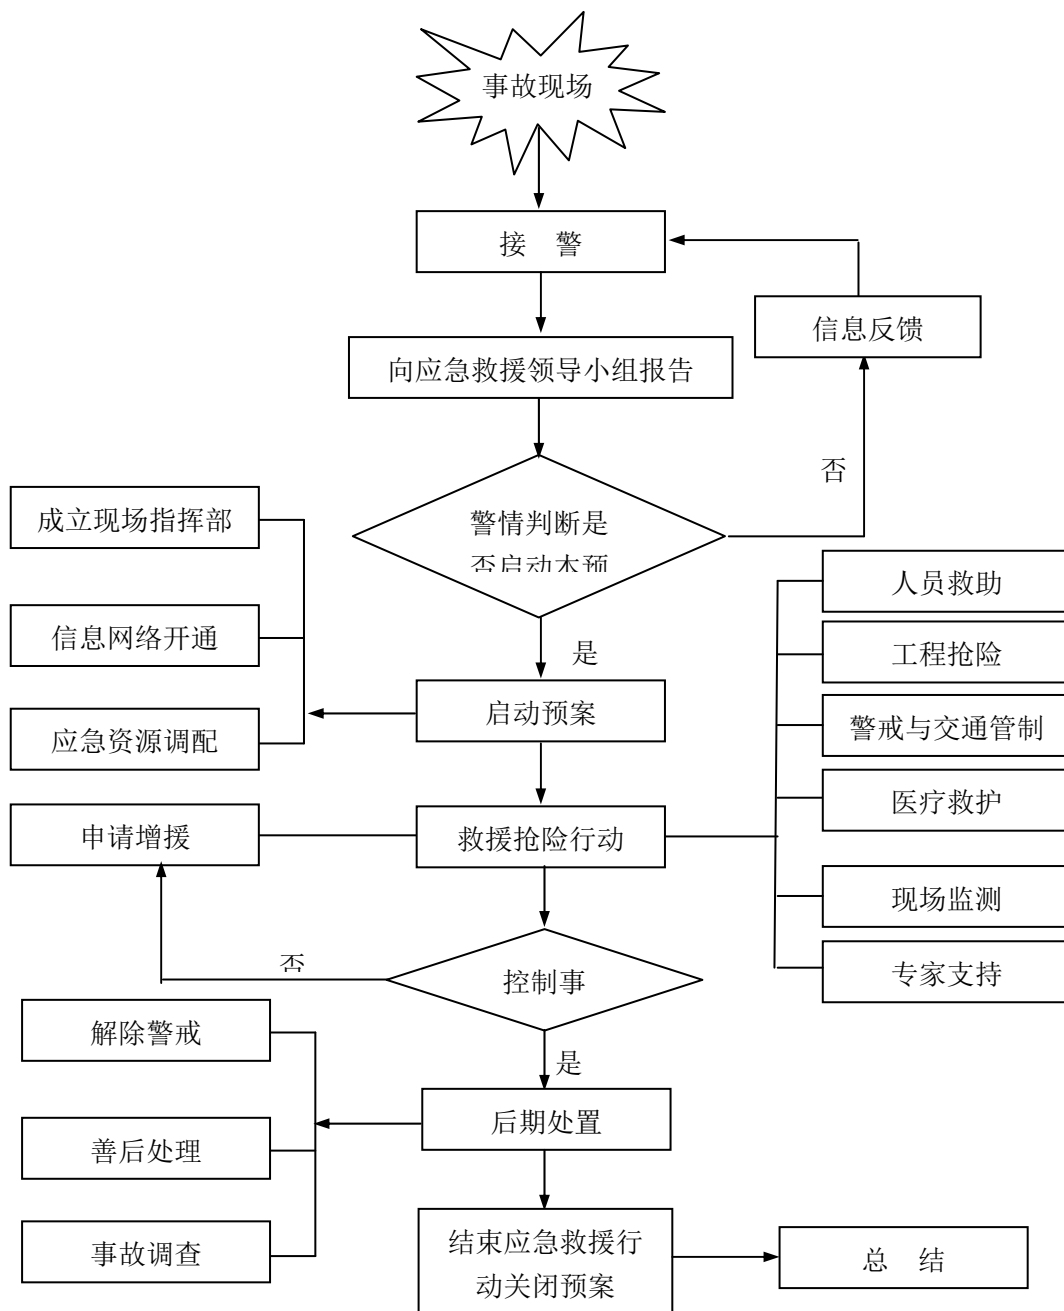 事故现场
接 警
信息反馈
向应急救援领导小组报告
否
成立现场指挥部
警情判断是
否启动本预
人员救助
信息网络开通
是
工程抢险
启动预案
应急资源调配
警戒与交通管制
医疗救护
申请增援
救援抢险行动
现场监测
否
控制事
专家支持
解除警戒
是
后期处置
善后处理
结束应急救援行
动关闭预案
事故调查
总 结